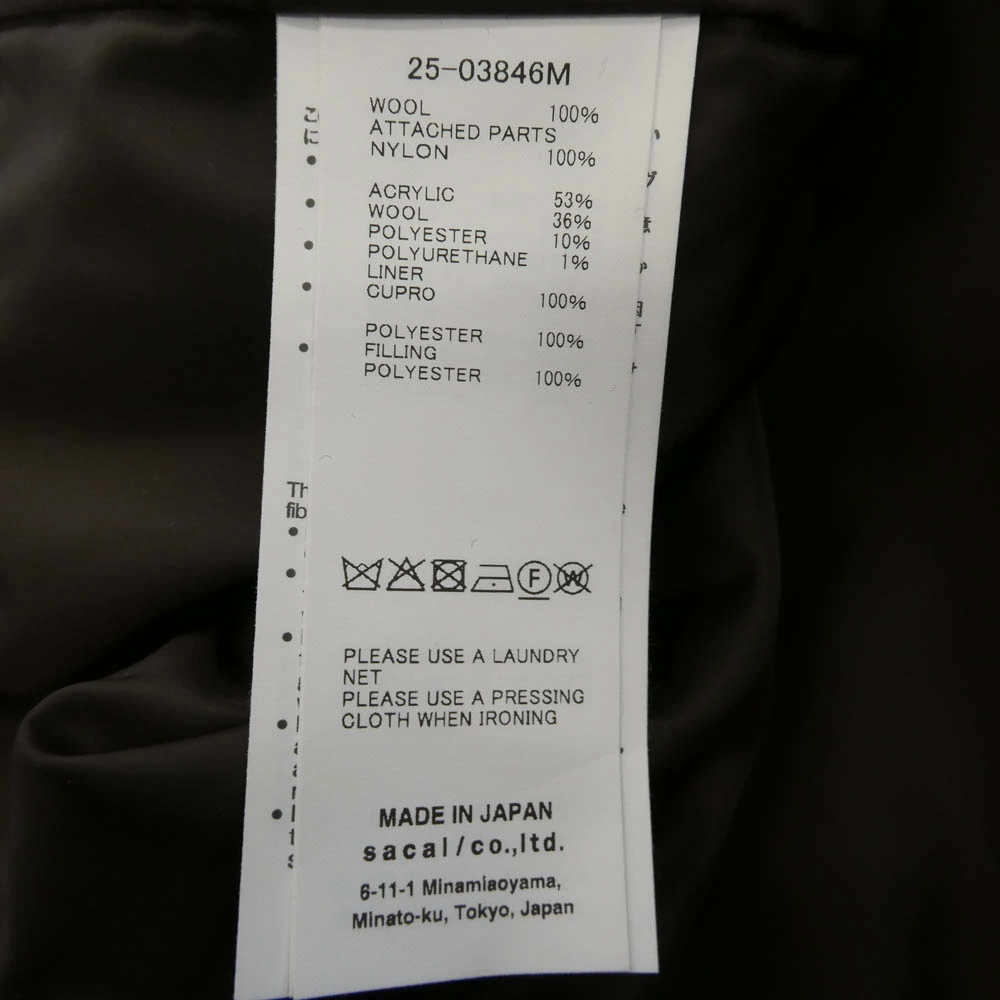 25-03846M
WOOL 100%
ATTACHED PARTS
NYLON 100%
ACRYLIC 53%
WOOL 36%
POLYESTER 10%
POLYURETHANE 1%
LINER
CUPRO 100%
POLYESTER 100%
FILLING
POLYESTER 100%
F
W
PLEASE USE A LAUNDRY
NET
PLEASE USE A PRESSING
CLOTH WHEN IRONING
MADE IN JAPAN
sacai/co.,ltd.
6-11-1 Minamiaoyama,
Minato-ku, Tokyo, Japan